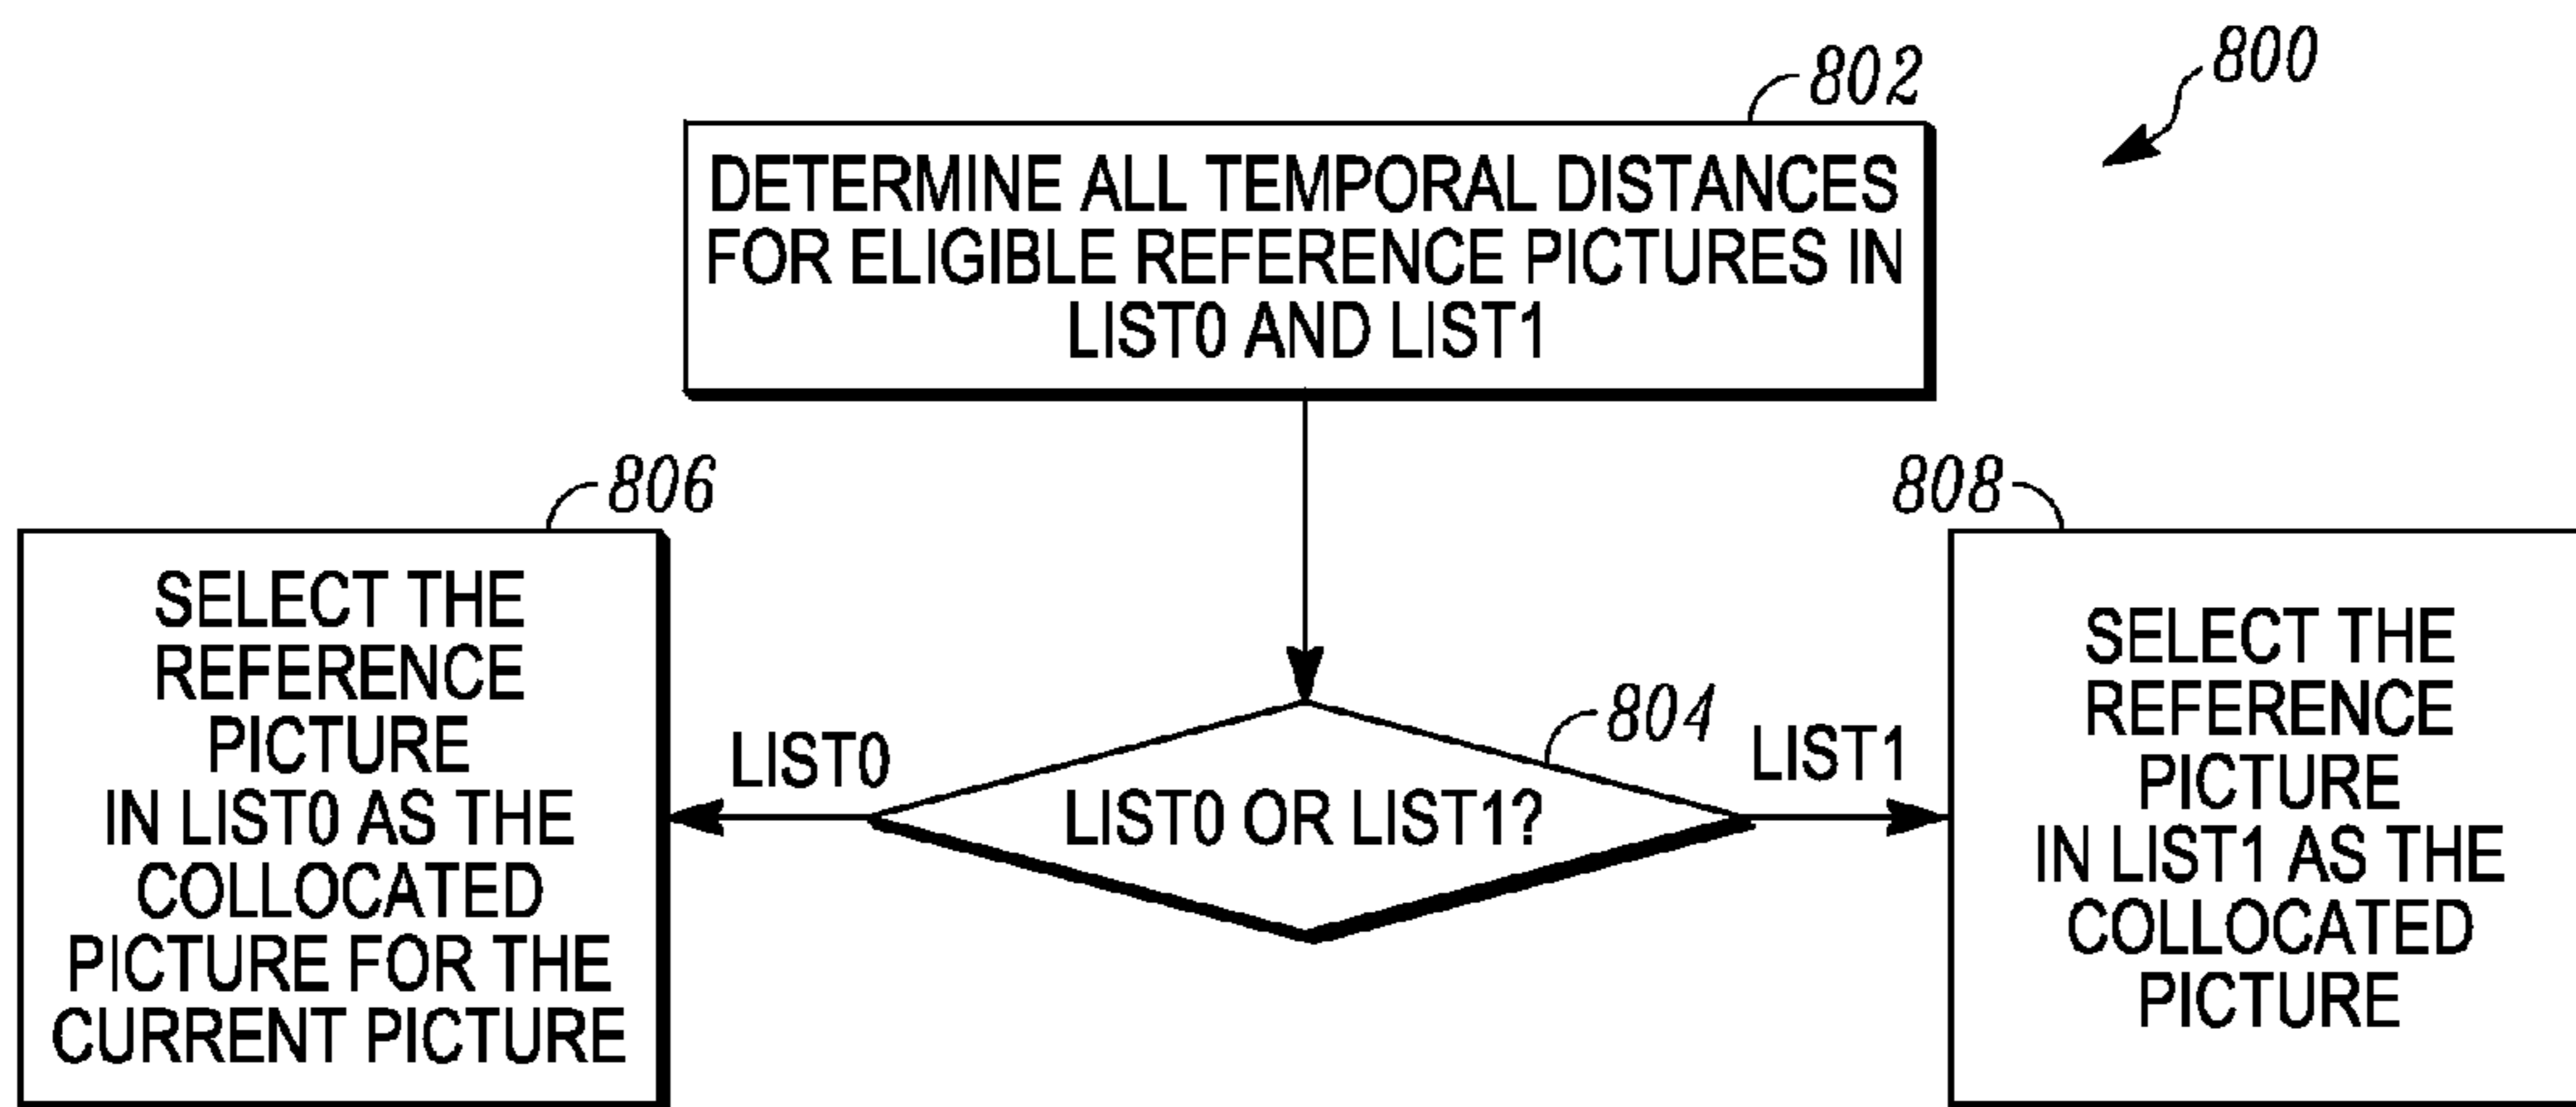 800
802
DETERMINE ALL TEMPORAL DISTANCES
FOR ELIGIBLE REFERENCE PICTURES IN
LIST0 AND LIST1
806
SELECT THE
REFERENCE
PICTURE
IN LIST0 AS THE
COLLOCATED
PICTURE FOR THE
CURRENT PICTURE
LIST0
804
LIST0 OR LIST1?
LIST1
808
SELECT THE
REFERENCE
PICTURE
IN LIST1 AS THE
COLLOCATED
PICTURE